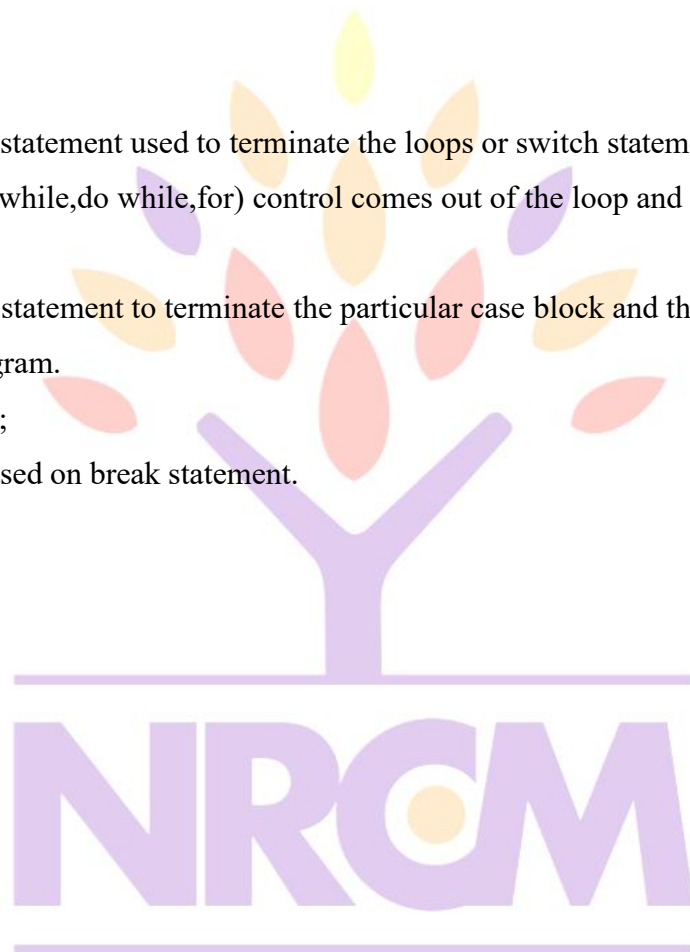 statement used to terminate the loops or switch statem
while,do while,for) control comes out of the loop and
statement to terminate the particular case block and th
gram.
;
sed on break statement.
NRCM